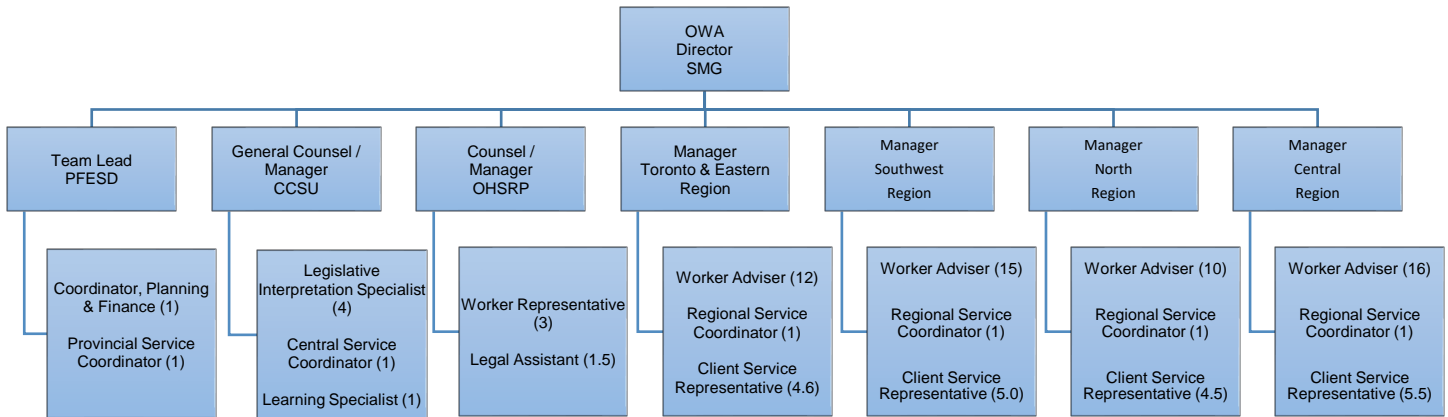 OWA
Director
SMG
Team Lead
PFESD
General Counsel /
Manager
CCSU
Counsel /
Manager
OHSRP
Manager
Toronto & Eastern
Region
Manager
Southwest
Region
Manager
North
Region
Manager
Central
Region
Coordinator, Planning
& Finance (1)
Provincial Service
Coordinator (1)
Legislative
Interpretation Specialist
(4)
Central Service
Coordinator (1)
Learning Specialist (1)
Worker Representative
(3)
Legal Assistant (1.5)
Worker Adviser (12)
Regional Service
Coordinator (1)
Client Service
Representative (4.6)
Worker Adviser (15)
Regional Service
Coordinator (1)
Client Service
Representative (5.0)
Worker Adviser (10)
Regional Service
Coordinator (1)
Client Service
Representative (4.5)
Worker Adviser (16)
Regional Service
Coordinator (1)
Client Service
Representative (5.5)